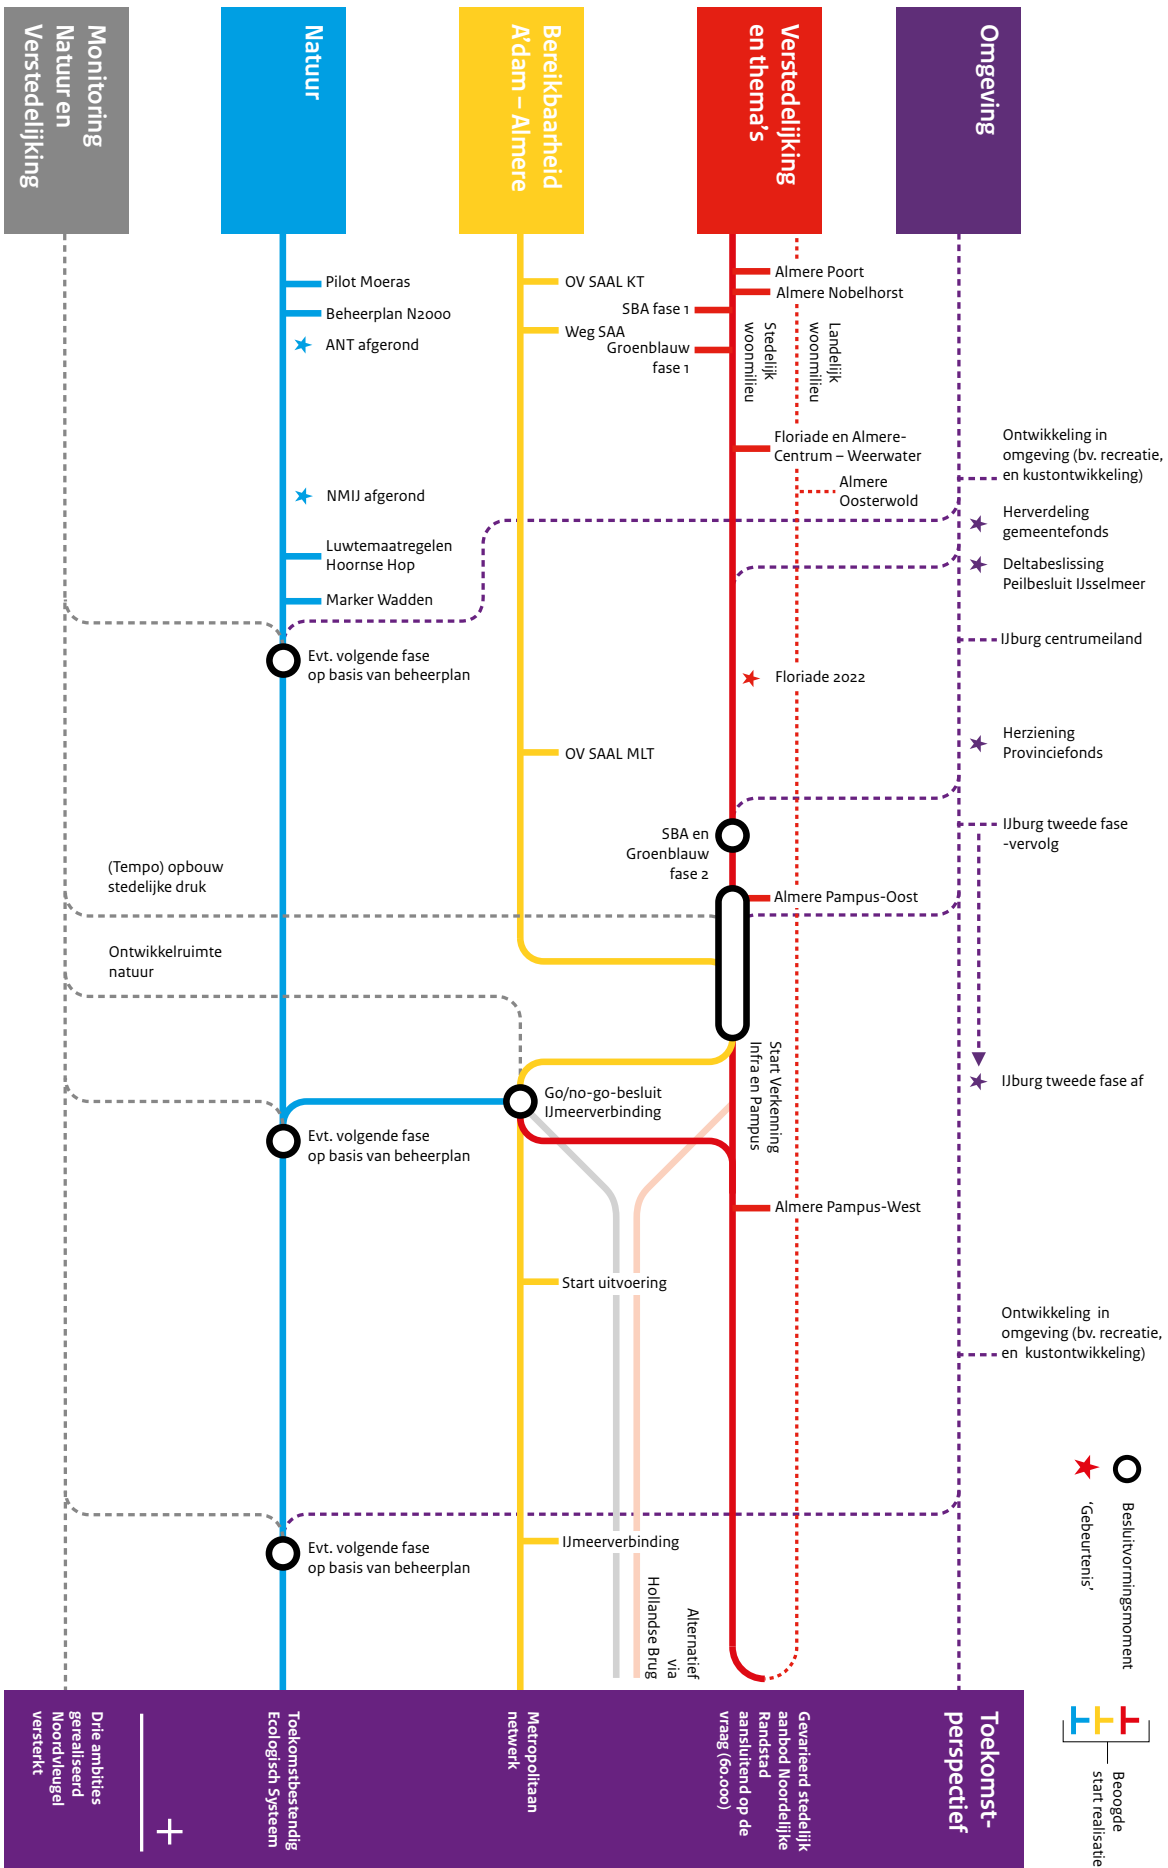 Monitoring
Natuur en
Verstedelijking
Natuur
Bereikbaarheid
A'dam – Almere
Verstedelijking
en thema's
Omgeving
Pilot Moeras
Beheerplan N2000
ANT afgerond
NMIJ afgerond
Luwtemaatregelen
Hoornse Hop
Marker Wadden
Evt. volgende fase
op basis van beheerplan
(Tempo) opbouw
stedelijke druk
Ontwikkelruimte
natuur
Evt. volgende fase
op basis van beheerplan
Evt. volgende fase
op basis van beheerplan
OV SAAL KT
Weg SAA
OV SAAL MLT
Go/no-go-besluit
IJmeerverbinding
Start uitvoering
IJmeerverbinding
Alternatief
via
Hollandse Brug
SBA fase 1
Groenblauw
fase 1
Almere Poort
Almere Nobelhorst
Stedelijk
woonmilieu
Landelijk
woonmilieu
Floriade en Almere-
Centrum – Weerwater
Almere
Oosterwold
Floriade 2022
SBA en
Groenblauw
fase 2
Almere Pampus-Oost
Start Verkenning
Infra en Pampus
Almere Pampus-West
Ontwikkeling in
omgeving (bv. recreatie,
en kustontwikkeling)
Herverdeling
gemeentefonds
Deltabeslissing
Peilbesluit IJsselmeer
IJburg centrumeiland
Herziening
Provinciefonds
IJburg tweede fase
-vervolg
IJburg tweede fase af
Ontwikkeling in
omgeving (bv. recreatie,
en kustontwikkeling)
Besluitvormingsmoment
'Gebeurtenis'
Beoogde
start realisatie
Toekomst-
perspectief
Gevarieerd stedelijk
aanbod Noordelijke
Randstad
aansluitend op de
vraag (60.000)
Metropolitaan
netwerk
Toekomstbestendig
Ecologisch Systeem
+
Drie ambities
gerealiseerd
Noordvleugel
versterkt